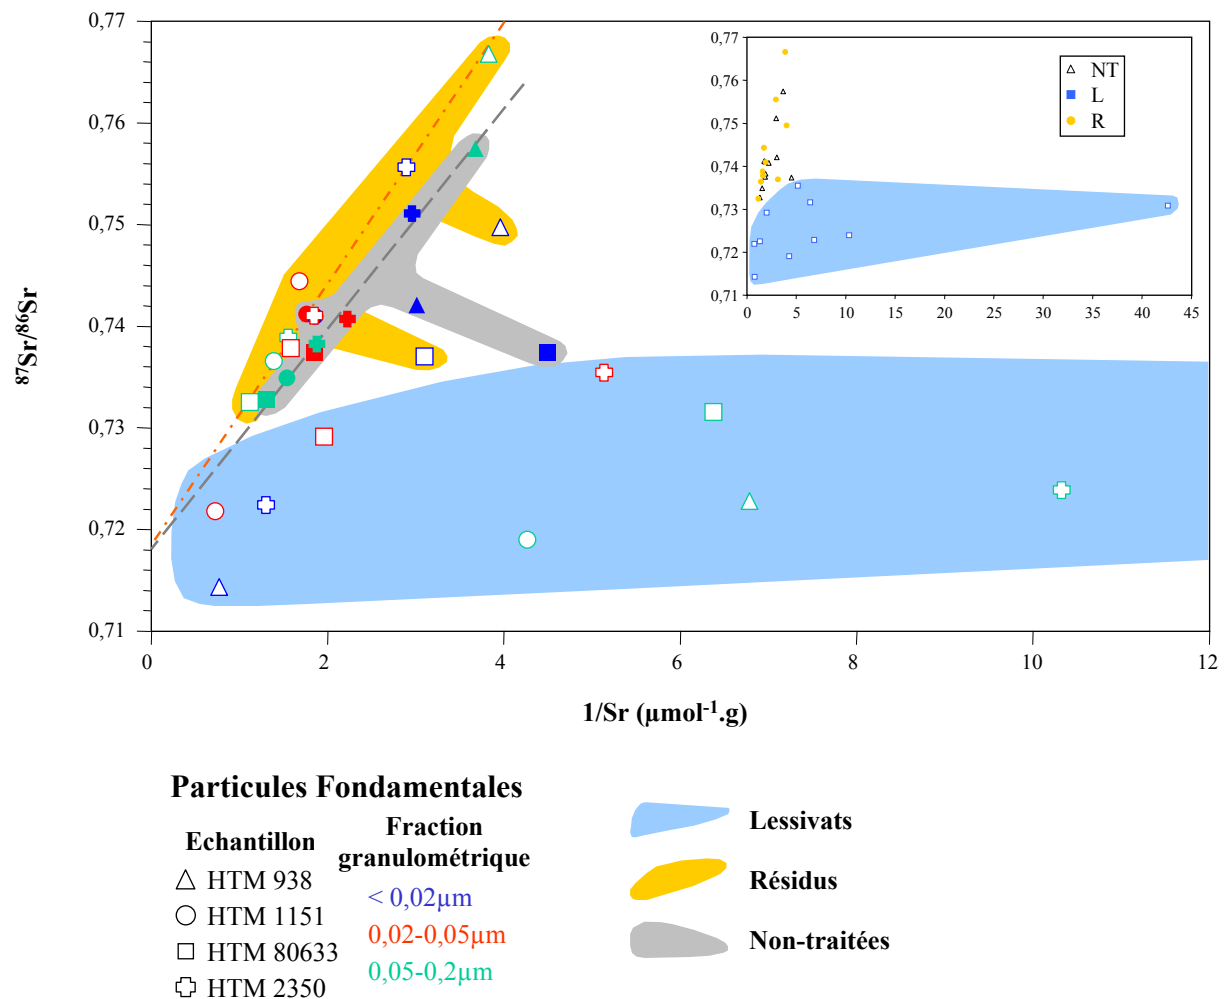 0,77
0,76
0,75
0,74
0,73
0,72
0,71
⁸⁷Sr/⁸⁶Sr
0 2 4 6 8 10 12
1/Sr (µmol⁻¹.g)
0,77
0,76
0,75
0,74
0,73
0,72
0,71
0 5 10 15 20 25 30 35 40 45
NT
L
R
Particules Fondamentales
Echantillon
HTM 938
HTM 1151
HTM 80633
HTM 2350
Fraction
granulométrique
< 0,02µm
0,02-0,05µm
0,05-0,2µm
Lessivats
Résidus
Non-traitées